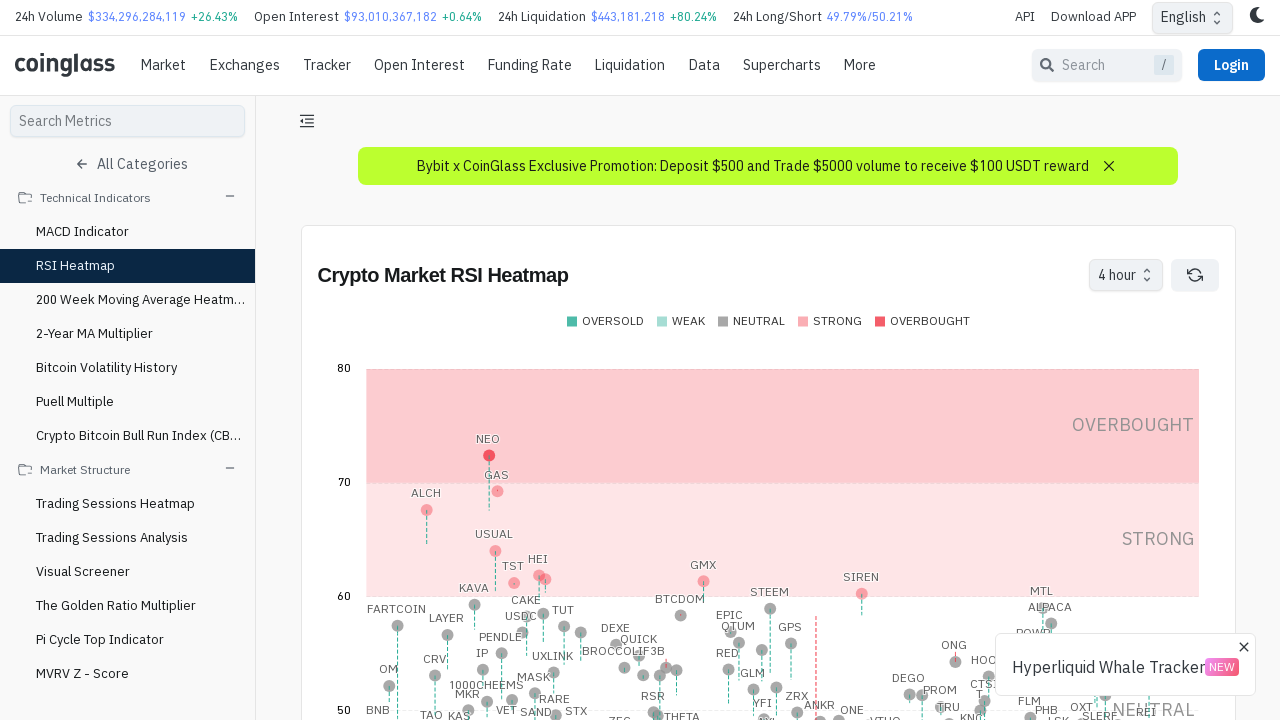 24h Volume $334,296,284,119 +26.43% Open Interest $93,010,367,182 +0.64% 24h Liquidation $443,181,218 +80.24% 24h Long/Short 49.79%/50.21% API Download APP English
coinglass Market Exchanges Tracker Open Interest Funding Rate Liquidation Data Supercharts More Search / Login
Search Metrics
All Categories
Technical Indicators
MACD Indicator
RSI Heatmap
200 Week Moving Average Heatm...
2-Year MA Multiplier
Bitcoin Volatility History
Puell Multiple
Crypto Bitcoin Bull Run Index (CB...
Market Structure
Trading Sessions Heatmap
Trading Sessions Analysis
Visual Screener
The Golden Ratio Multiplier
Pi Cycle Top Indicator
MVRV Z - Score
Bybit x CoinGlass Exclusive Promotion: Deposit $500 and Trade $5000 volume to receive $100 USDT reward
Crypto Market RSI Heatmap
4 hour
OVERSOLD WEAK NEUTRAL STRONG OVERBOUGHT
80
OVERBOUGHT
NEO
GAS
70
ALCH
USUAL
STRONG
HEI
TST
GMX
SIREN
KAVA
STEEM
MTL
60
CAKE
BTCDOM
FARTCOIN
TUT
ALPACA
LAYER
USDC
EPIC
DEXE
QTUM
GPS
PENDLE
QUICK
ONG
IP
UXLINK
BROCCOLIF3B
RED
CRV
HOO
OM
MASK
GLM
DEGO
1000CHEEMS
CTSI
T
MKR
RARE
RSR
ZRX
PROM
FLM
BNB
VET
SAND
STX
ANKR
ONE
TRU
PHB
OXT
NEUTRAL
50
TAO
KAS
THETA
REI
Hyperliquid Whale Tracker NEW